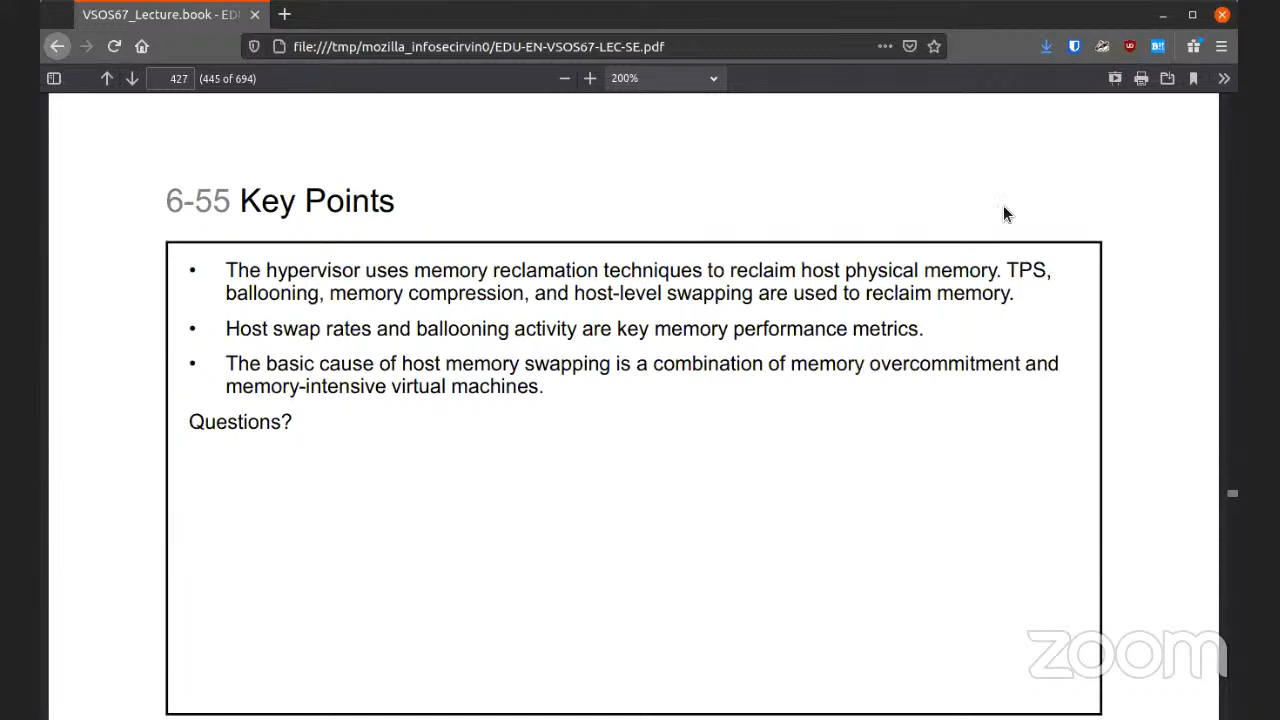 VSOS67_Lecture.book - ED
file:///tmp/mozilla_infosecirvin0/EDU-EN-VSOS67-LEC-SE.pdf
427 (445 of 694)
200%
6-55 Key Points
• The hypervisor uses memory reclamation techniques to reclaim host physical memory. TPS,
ballooning, memory compression, and host-level swapping are used to reclaim memory.
• Host swap rates and ballooning activity are key memory performance metrics.
• The basic cause of host memory swapping is a combination of memory overcommitment and
memory-intensive virtual machines.
Questions?
zoom